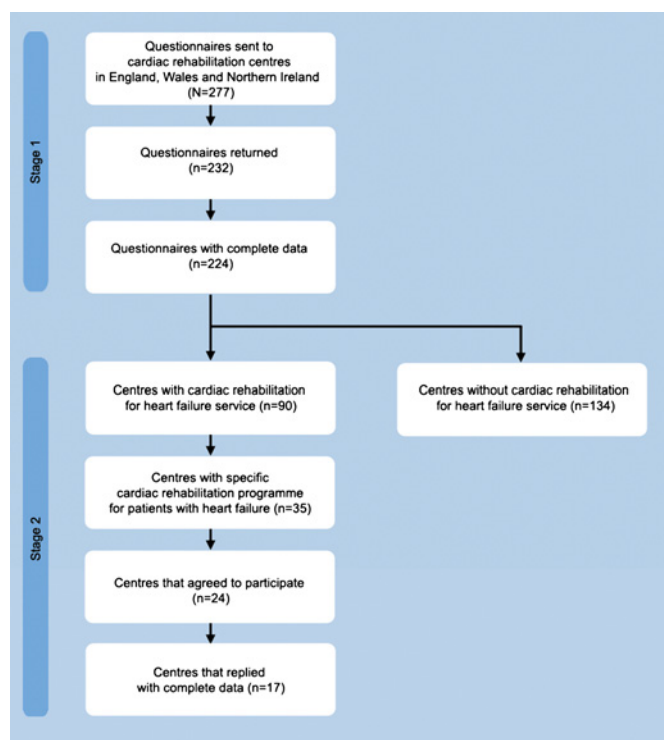 Stage 1
Questionnaires sent to
cardiac rehabilitation centres
in England, Wales and Northern Ireland
(N=277)
Questionnaires returned
(n=232)
Questionnaires with complete data
(n=224)
Stage 2
Centres with cardiac rehabilitation
for heart failure service (n=90)
Centres without cardiac rehabilitation
for heart failure service (n=134)
Centres with specific
cardiac rehabilitation programme
for patients with heart failure (n=35)
Centres that agreed to participate
(n=24)
Centres that replied
with complete data (n=17)